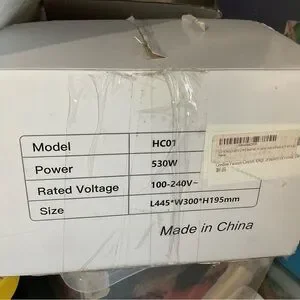 Model HC01
Power 530W
Rated Voltage 100-240V~
Size L445*W300*H195mm
Made in China